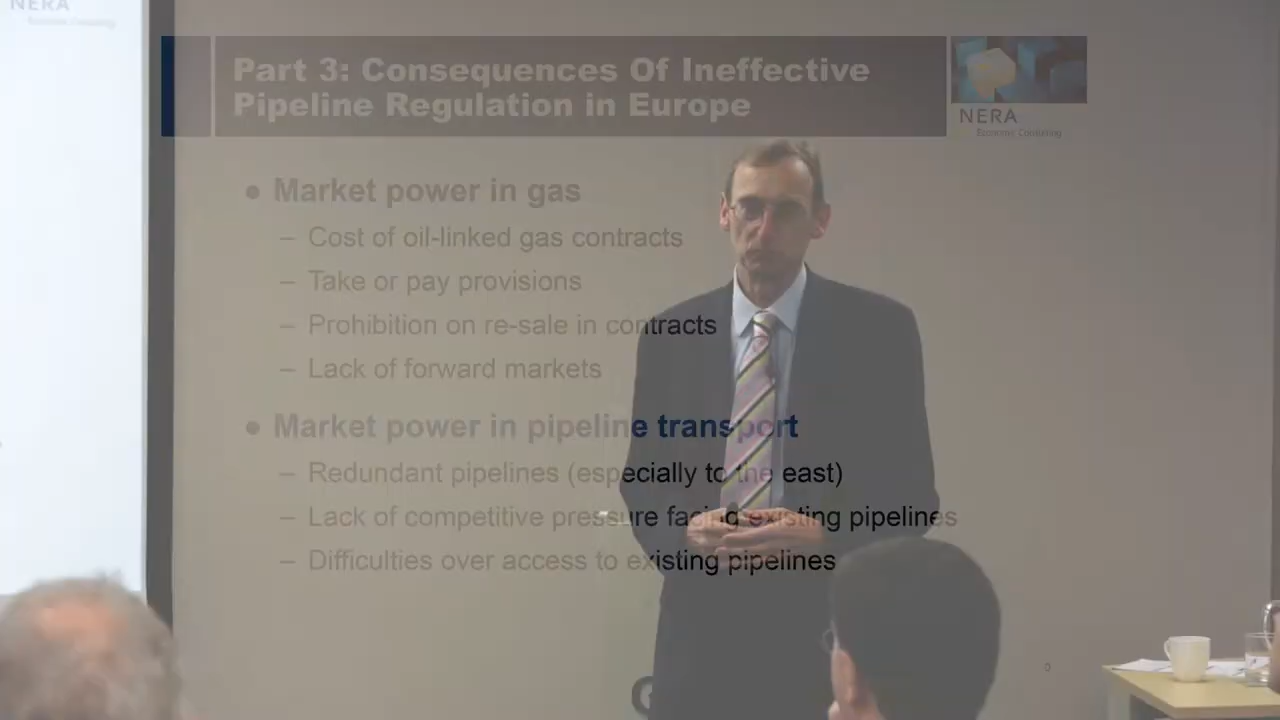 NERA
Economic Consulting
Part 3: Consequences Of Ineffective
Pipeline Regulation in Europe
NERA
Economic Consulting
● Market power in gas
– Cost of oil-linked gas contracts
– Take or pay provisions
– Prohibition on re-sale in contracts
– Lack of forward markets
● Market power in pipeline transport
– Redundant pipelines (especially to the east)
– Lack of competitive pressure facing existing pipelines
– Difficulties over access to existing pipelines